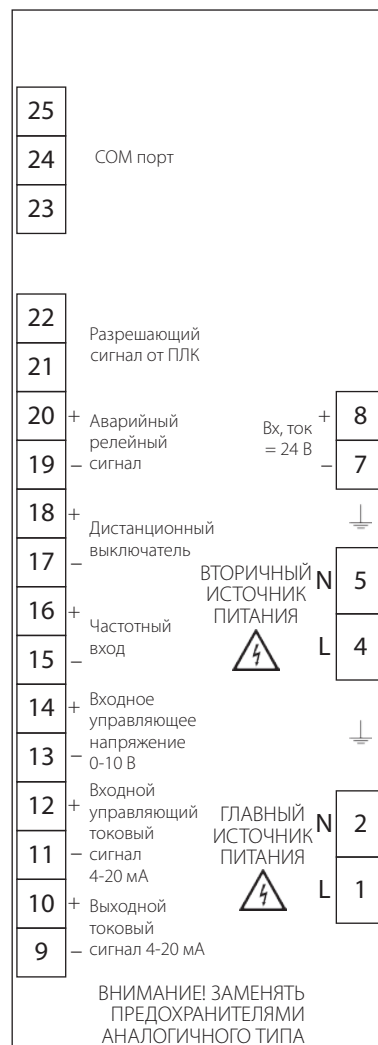 25
24
23
COM порт
22
21
Разрешающий
сигнал от ПЛК
20 +
19 –
Аварийный
релейный
сигнал
18 +
17 –
Дистанционный
выключатель
16 +
15 –
Частотный
вход
14 +
13 –
Входное
управляющее
напряжение
0-10 В
12 +
11 –
Входной
управляющий
токовый
сигнал
4-20 мА
10 +
9 –
Выходной
токовый
сигнал 4-20 мА
Вх, ток
= 24 В
+ 8
– 7
ВТОРИЧНЫЙ
ИСТОЧНИК
ПИТАНИЯ
N 5
L 4
ГЛАВНЫЙ
ИСТОЧНИК
ПИТАНИЯ
N 2
L 1
ВНИМАНИЕ! ЗАМЕНЯТЬ
ПРЕДОХРАНИТЕЛЯМИ
АНАЛОГИЧНОГО ТИПА